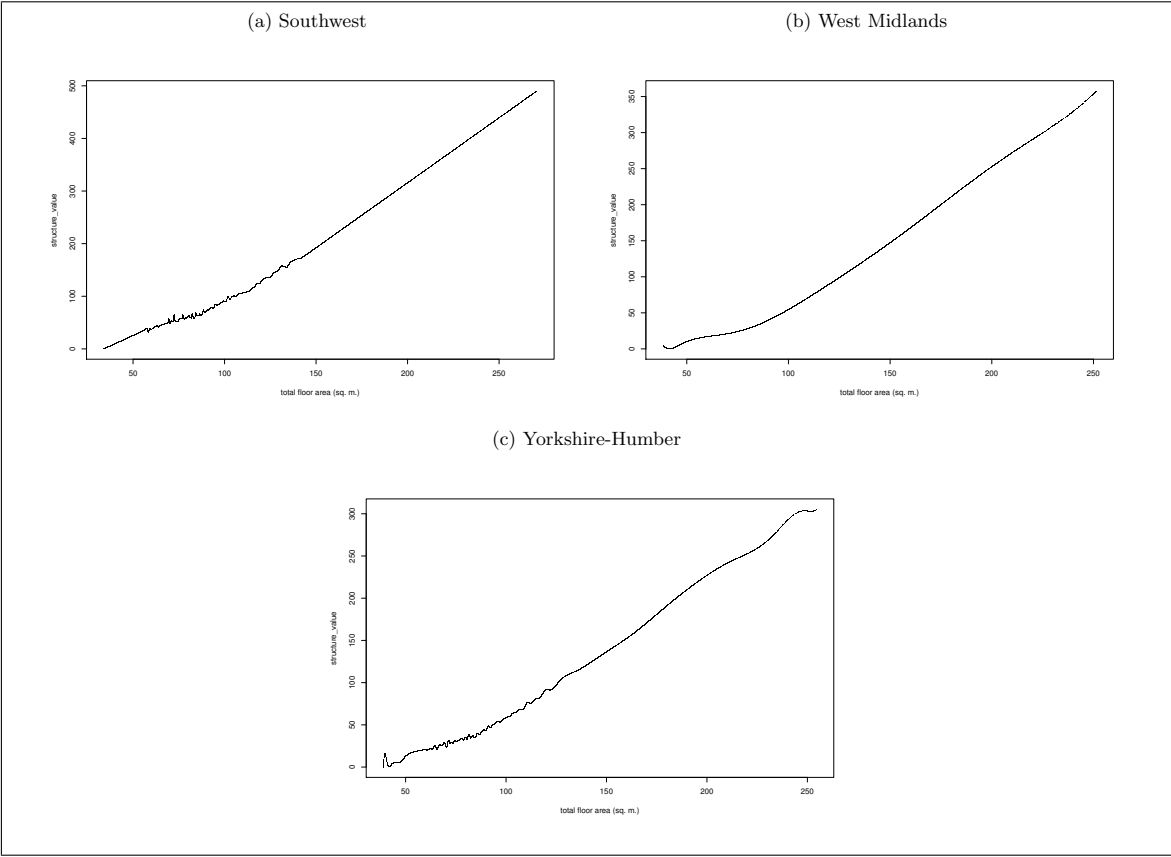 (a) Southwest
(b) West Midlands
structure_value
0 100 200 300 400 500
50 100 150 200 250
total floor area (sq. m.)
structure_value
0 50 100 150 200 250 300 350
50 100 150 200 250
total floor area (sq. m.)
(c) Yorkshire-Humber
structure_value
0 50 100 150 200 250 300
50 100 150 200 250
total floor area (sq. m.)